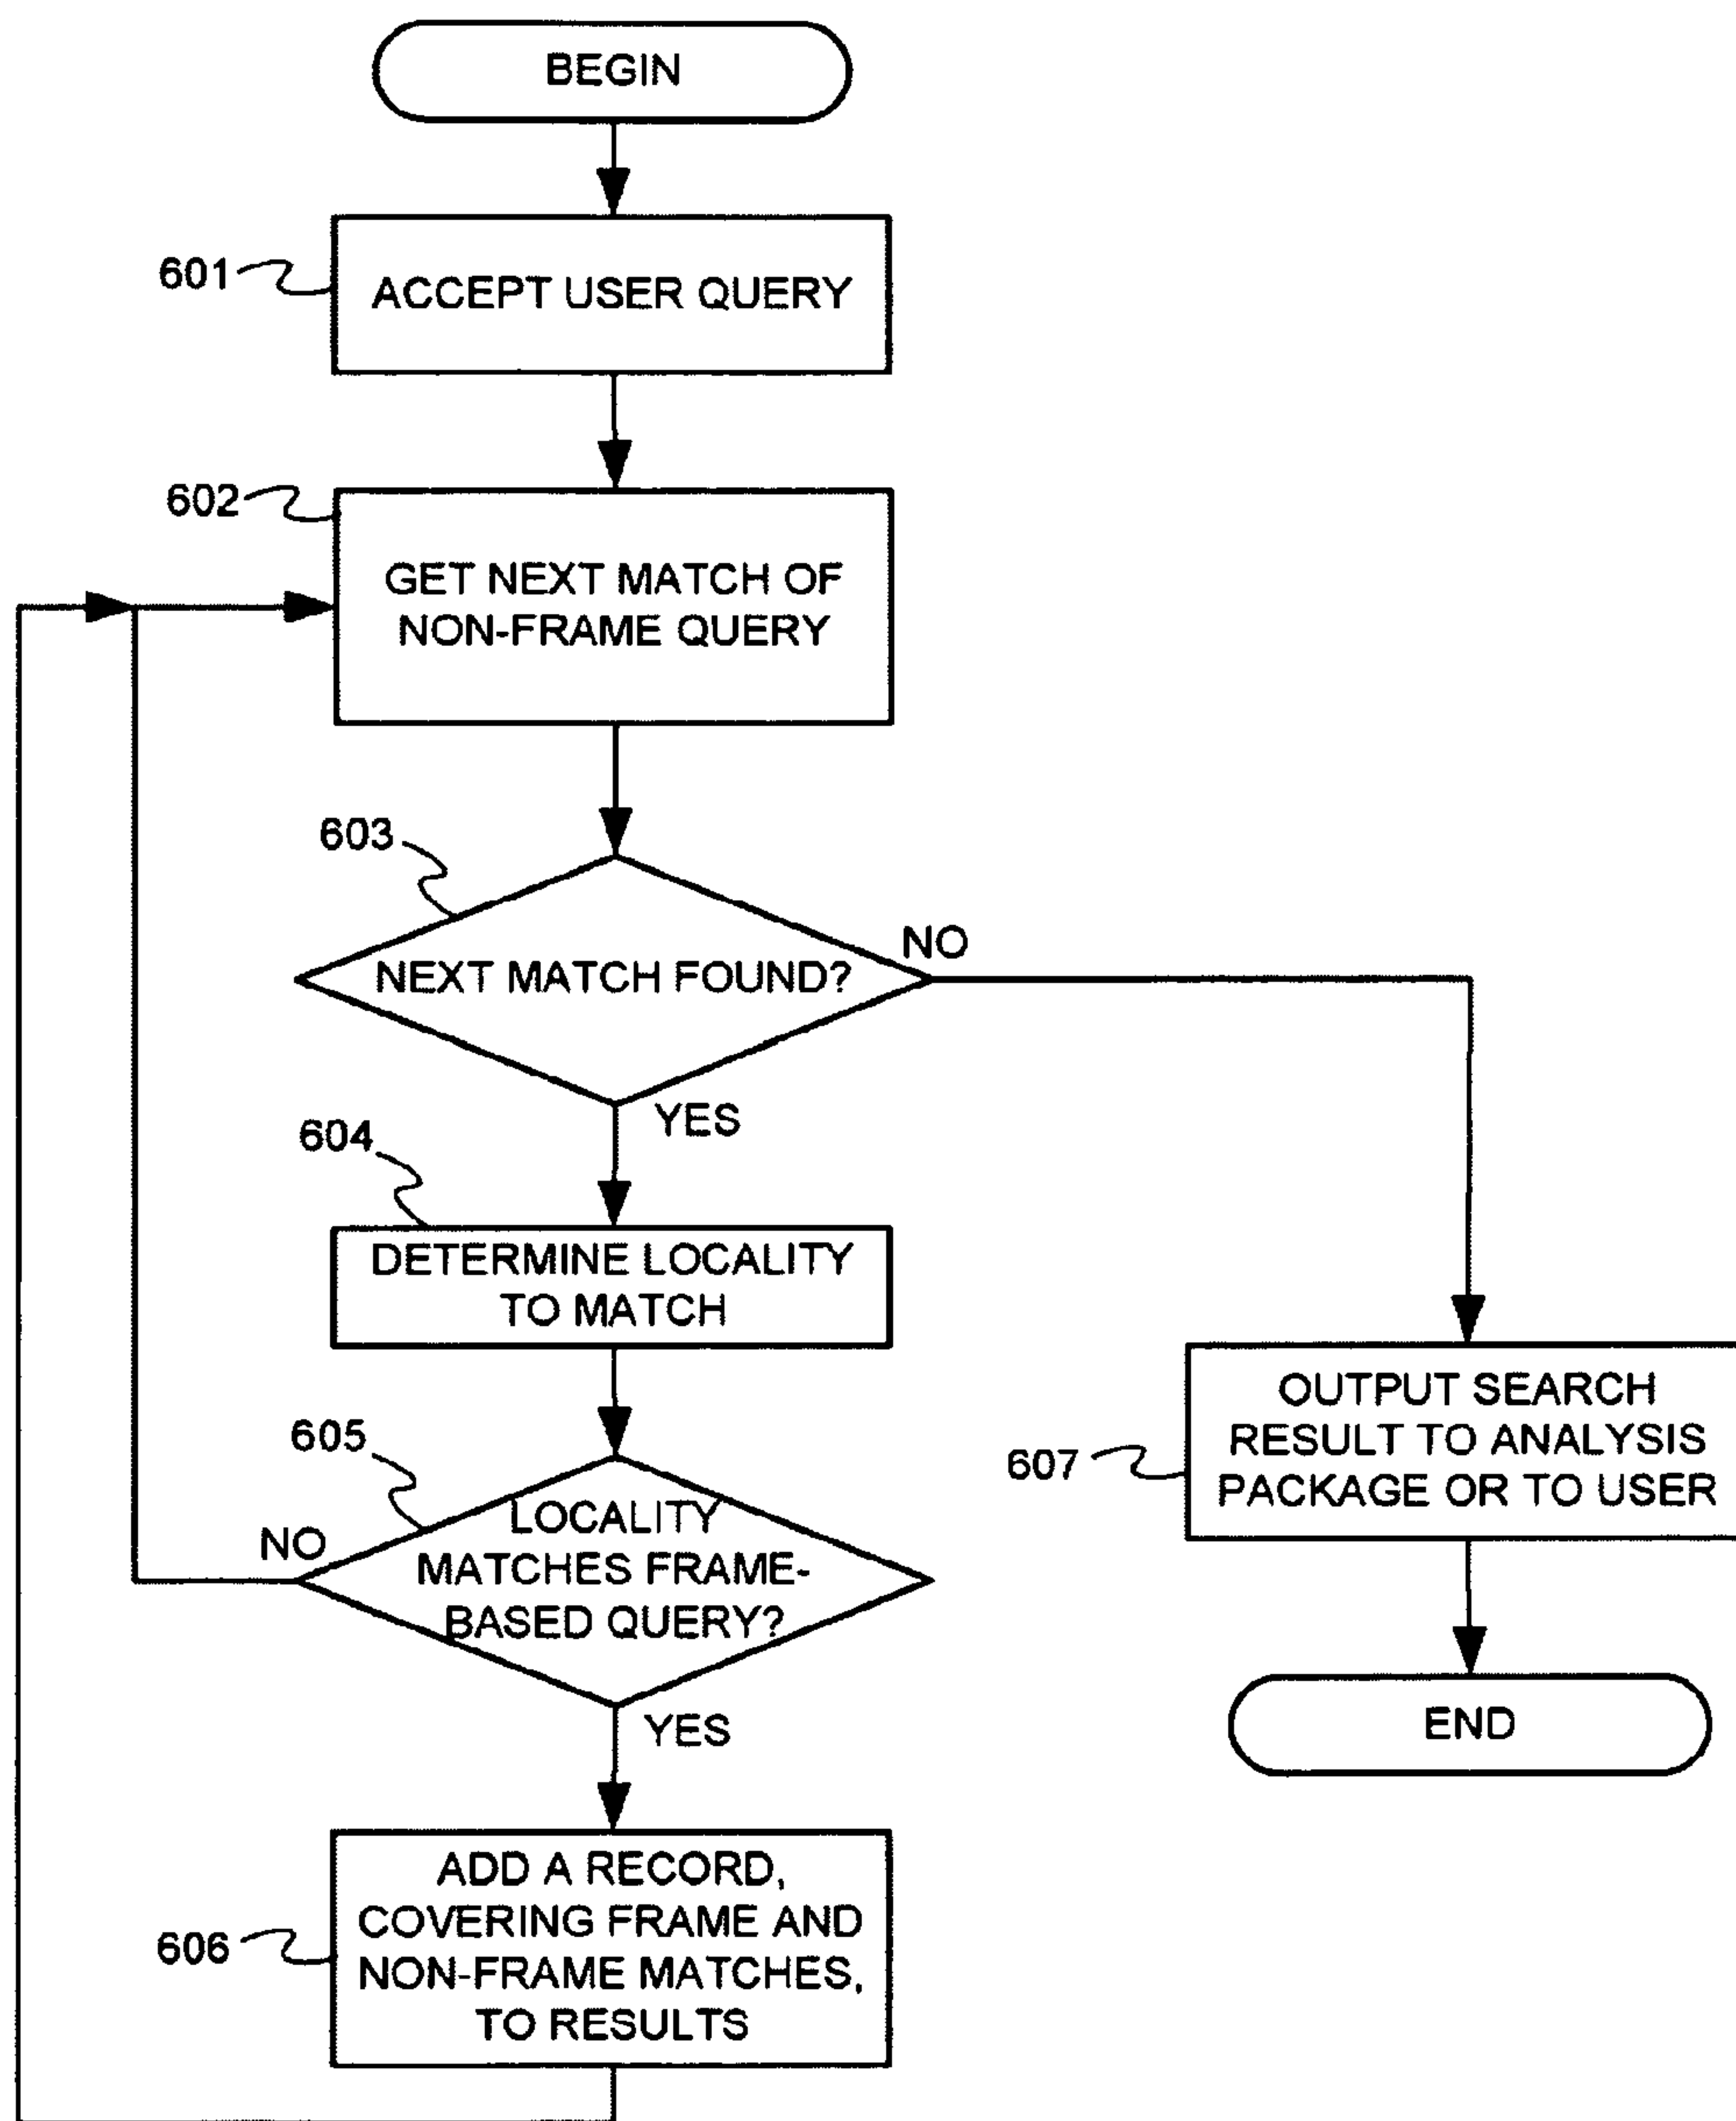 BEGIN
601
ACCEPT USER QUERY
602
GET NEXT MATCH OF
NON-FRAME QUERY
603
NEXT MATCH FOUND?
NO
YES
604
DETERMINE LOCALITY
TO MATCH
605
LOCALITY
MATCHES FRAME-
BASED QUERY?
NO
YES
606
ADD A RECORD,
COVERING FRAME AND
NON-FRAME MATCHES,
TO RESULTS
607
OUTPUT SEARCH
RESULT TO ANALYSIS
PACKAGE OR TO USER
END